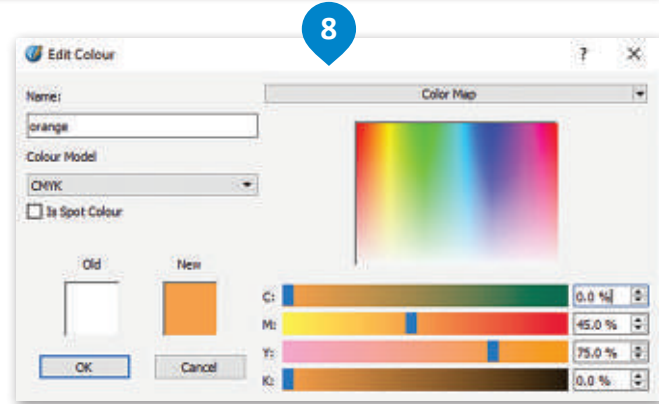 8
Edit Colour ? ×
Name:
orange
Colour Model
CMYK
Is Spot Colour
Old New
OK Cancel
Color Map
C: 0.0 %
M: 45.0 %
Y: 75.0 %
K: 0.0 %